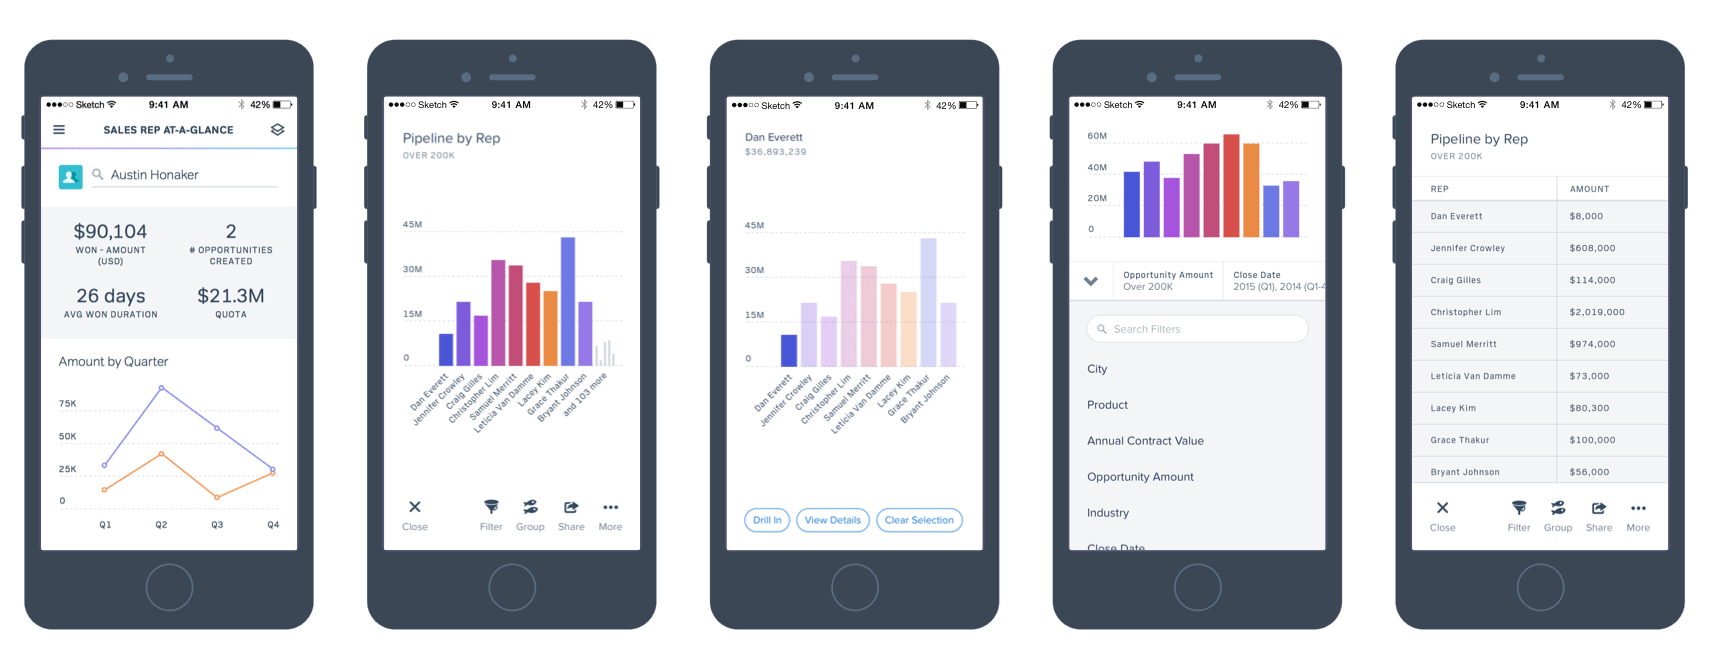 Sketch 9:41 AM 42%
SALES REP AT-A-GLANCE
Austin Honaker
$90,104
WON - AMOUNT
(USD)
2
# OPPORTUNITIES
CREATED
26 days
AVG WON DURATION
$21.3M
QUOTA
Amount by Quarter
75K
50K
25K
0
Q1 Q2 Q3 Q4
Sketch 9:41 AM 42%
Pipeline by Rep
OVER 200K
45M
30M
15M
0
Dan Everett
Jennifer Crowley
Craig Gilles
Christopher Lim
Samuel Merritt
Leticia Van Damme
Lacey Kim
Grace Thakur
Bryant Johnson
and 103 more
Close Filter Group Share More
Sketch 9:41 AM 42%
Dan Everett
$36,893,239
45M
30M
15M
0
Dan Everett
Jennifer Crowley
Craig Gilles
Christopher Lim
Samuel Merritt
Leticia Van Damme
Lacey Kim
Grace Thakur
Bryant Johnson
Drill In View Details Clear Selection
Sketch 9:41 AM 42%
60M
40M
20M
0
Opportunity Amount
Over 200K
Close Date
2015 (Q1), 2014 (Q1-4
Search Filters
City
Product
Annual Contract Value
Opportunity Amount
Industry
Close Date
Sketch 9:41 AM 42%
Pipeline by Rep
OVER 200K
REP AMOUNT
Dan Everett $8,000
Jennifer Crowley $608,000
Craig Gilles $114,000
Christopher Lim $2,019,000
Samuel Merritt $974,000
Leticia Van Damme $73,000
Lacey Kim $80,300
Grace Thakur $100,000
Bryant Johnson $56,000
Close Filter Group Share More